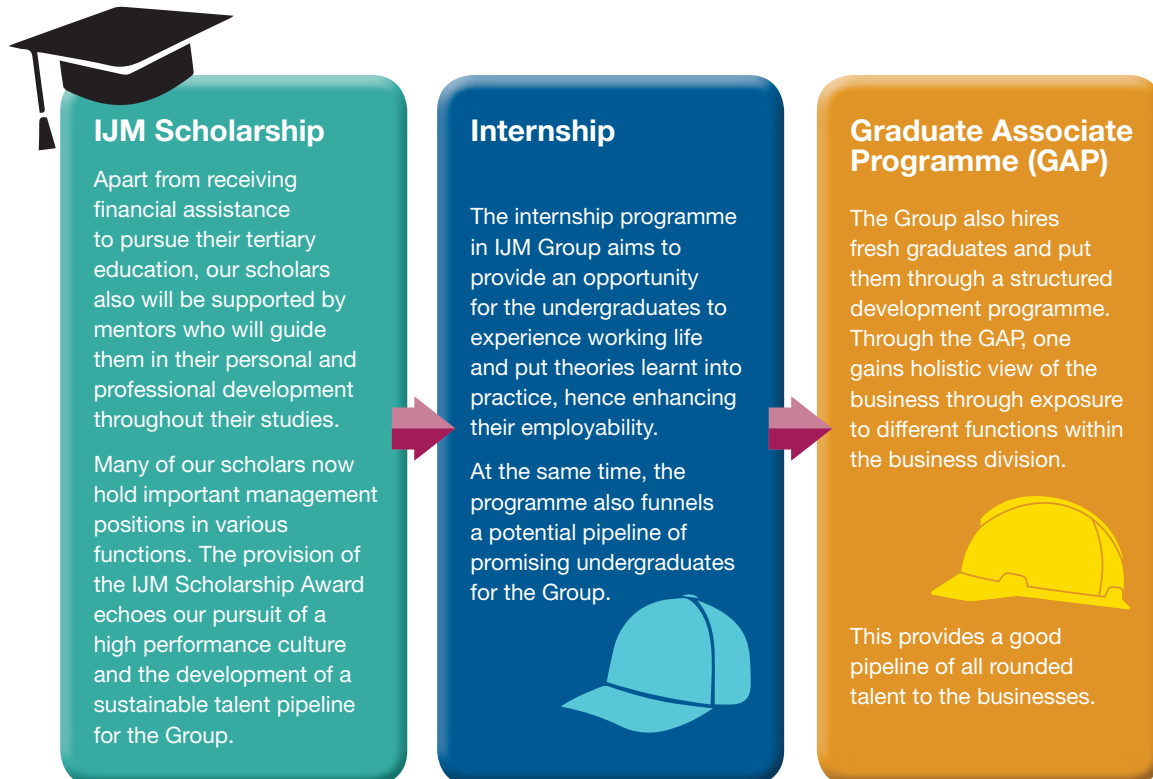 IJM Scholarship
Apart from receiving
financial assistance
to pursue their tertiary
education, our scholars
also will be supported by
mentors who will guide
them in their personal and
professional development
throughout their studies.
Many of our scholars now
hold important management
positions in various
functions. The provision of
the IJM Scholarship Award
echoes our pursuit of a
high performance culture
and the development of a
sustainable talent pipeline
for the Group.
Internship
The internship programme
in IJM Group aims to
provide an opportunity
for the undergraduates to
experience working life
and put theories learnt into
practice, hence enhancing
their employability.
At the same time, the
programme also funnels
a potential pipeline of
promising undergraduates
for the Group.
Graduate Associate
Programme (GAP)
The Group also hires
fresh graduates and put
them through a structured
development programme.
Through the GAP, one
gains holistic view of the
business through exposure
to different functions within
the business division.
This provides a good
pipeline of all rounded
talent to the businesses.